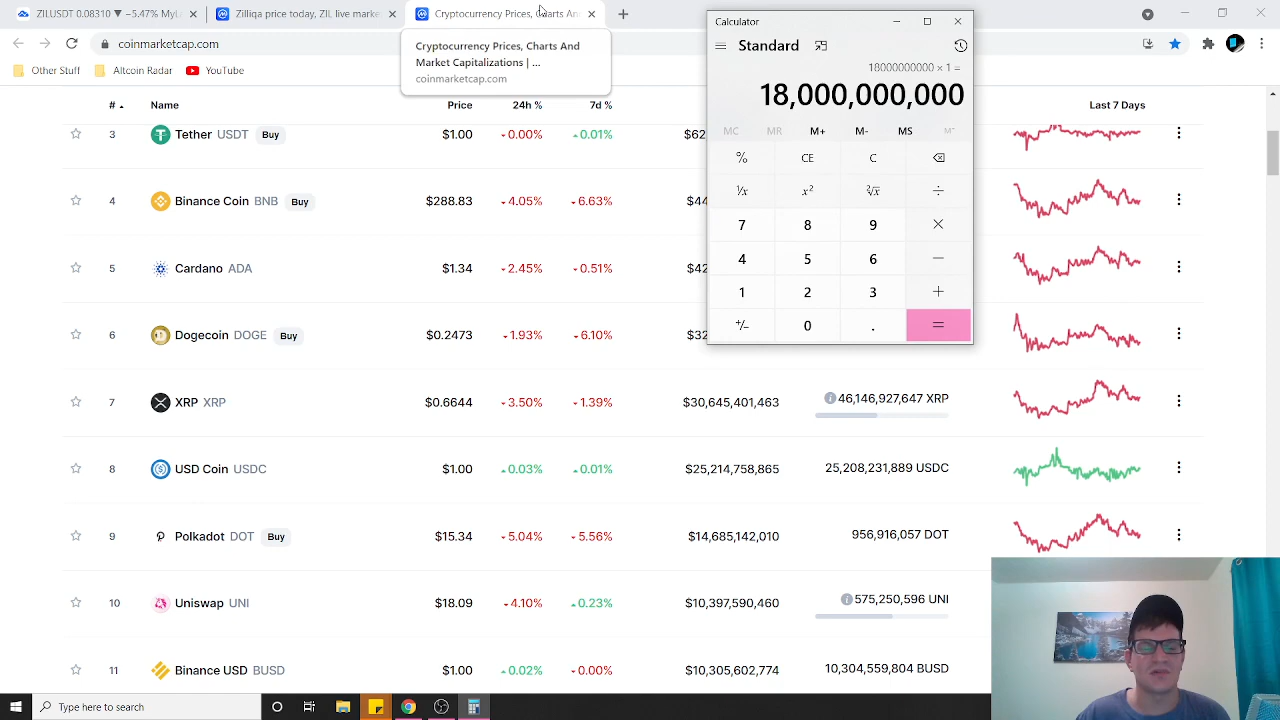 ZILUSDT 0.08310 ▼ −5.47% MyU
Zilliqa price today, ZIL live marke
Cryptocurrency Prices, Charts An
coinmarketcap.com
Other Stuff
Altcoin Radar
YouTube
Cryptocurrency Prices, Charts And
Market Capitalizations | ...
coinmarketcap.com
Calculator
Standard
18000000000 × 1 =
18,000,000,000
MC MR M+ M- MS M˅
% CE C
¹/x x² ²√x ÷
7 8 9 ×
4 5 6 −
1 2 3 +
+/− 0 . =
# Name Price 24h % 7d % Last 7 Days
3 Tether USDT Buy $1.00 0.00% 0.01% $62
4 Binance Coin BNB Buy $288.83 4.05% 6.63% $44
5 Cardano ADA $1.34 2.45% 0.51% $42
6 Dogecoin DOGE Buy $0.2473 1.93% 6.10% $32
7 XRP XRP $0.6644 3.50% 1.39% $30,645,401,463 46,146,927,647 XRP
8 USD Coin USDC $1.00 0.03% 0.01% $25,214,758,865 25,208,231,889 USDC
9 Polkadot DOT Buy $15.34 5.04% 5.56% $14,685,142,010 956,916,057 DOT
10 Uniswap UNI $18.09 4.10% 0.23% $10,397,590,460 575,250,596 UNI
11 Binance USD BUSD $1.00 0.02% 0.00% $10,305,602,774 10,304,559,804 BUSD
Type here to search